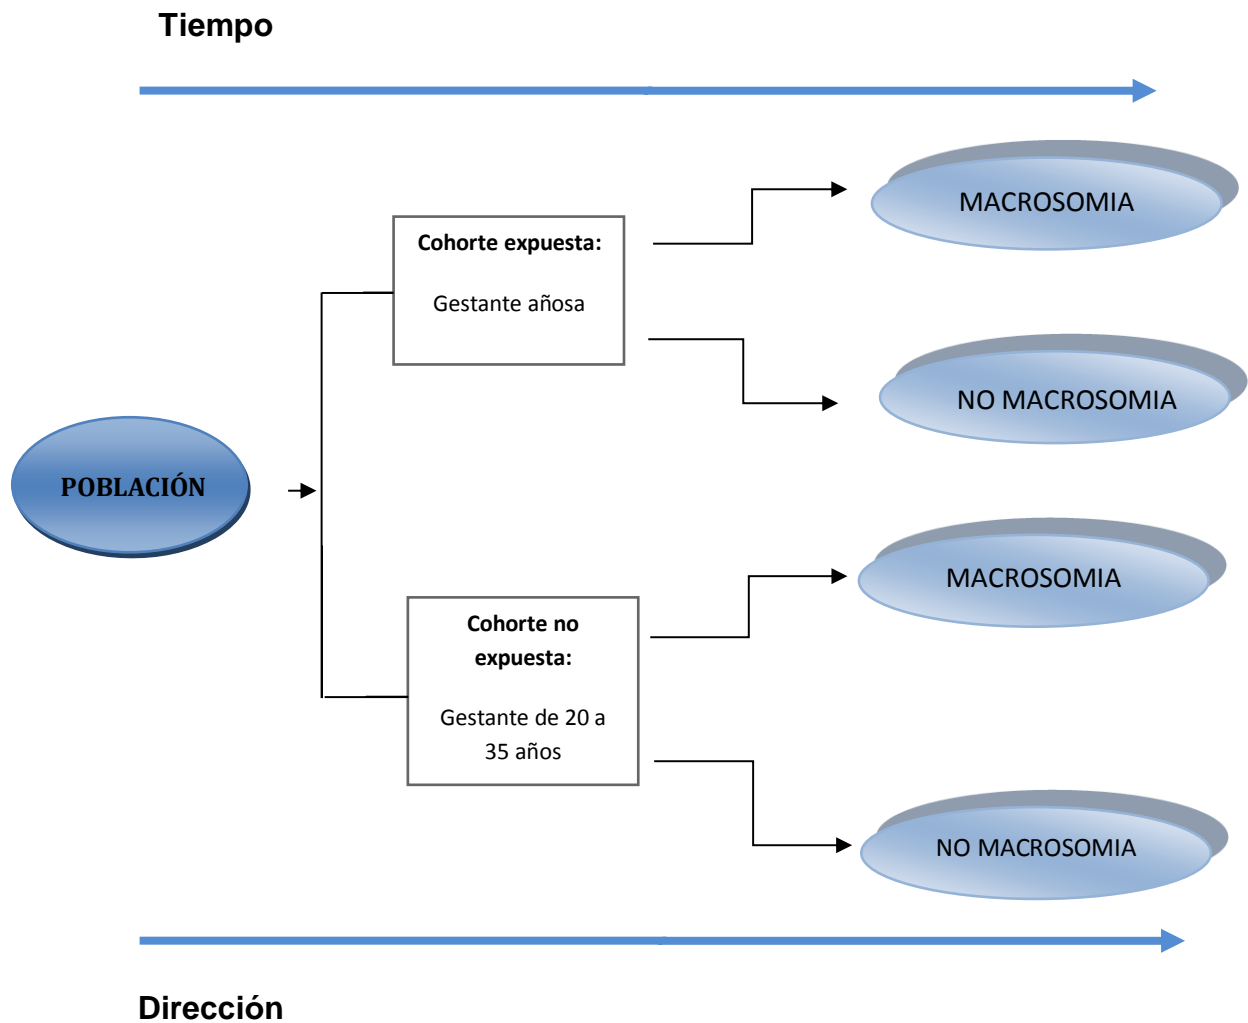 Tiempo
MACROSOMIA
Cohorte expuesta:
Gestante añosa
NO MACROSOMIA
POBLACIÓN
MACROSOMIA
Cohorte no
expuesta:
Gestante de 20 a
35 años
NO MACROSOMIA
Dirección